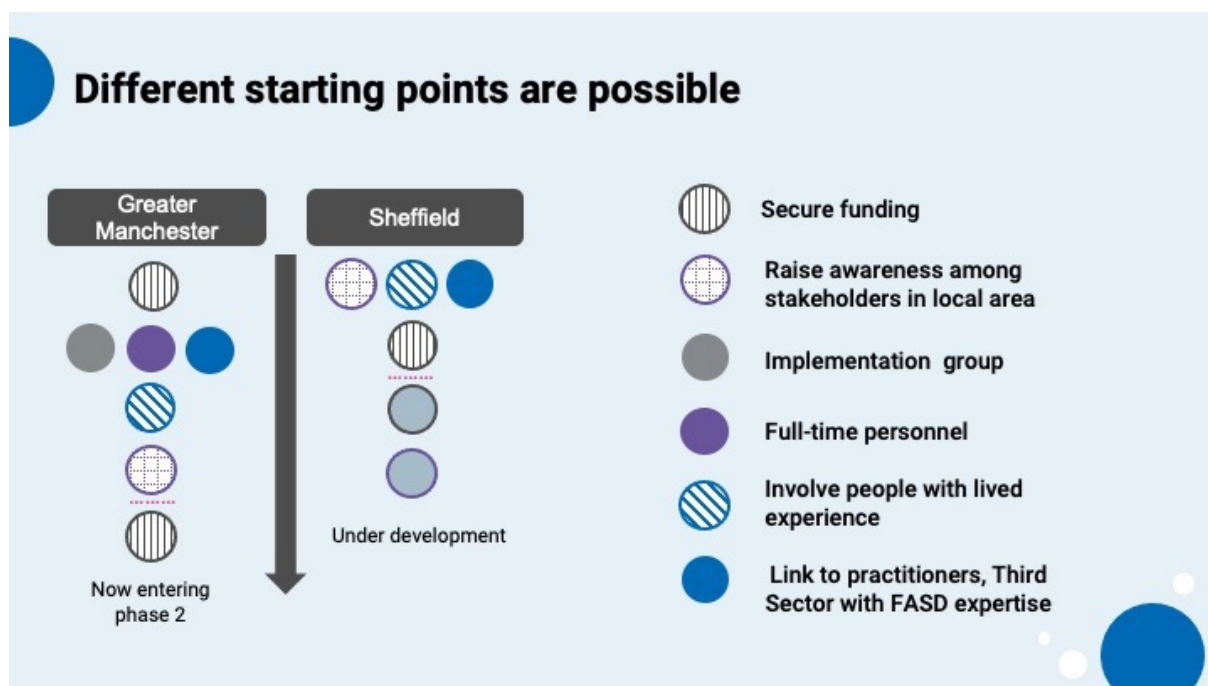 Different starting points are possible
Greater
Manchester
Sheffield
Now entering
phase 2
Under development
Secure funding
Raise awareness among
stakeholders in local area
Implementation group
Full-time personnel
Involve people with lived
experience
Link to practitioners, Third
Sector with FASD expertise